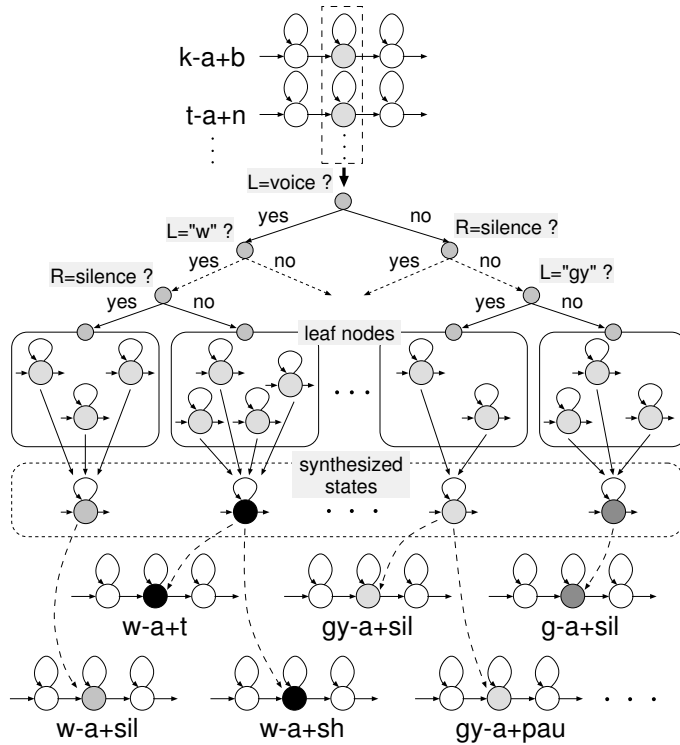 k-a+b
t-a+n
L=voice ?
yes
no
L="w" ?
R=silence ?
yes
no
yes
no
R=silence ?
L="gy" ?
yes
no
yes
no
leaf nodes
synthesized
states
w-a+t
gy-a+sil
g-a+sil
w-a+sil
w-a+sh
gy-a+pau